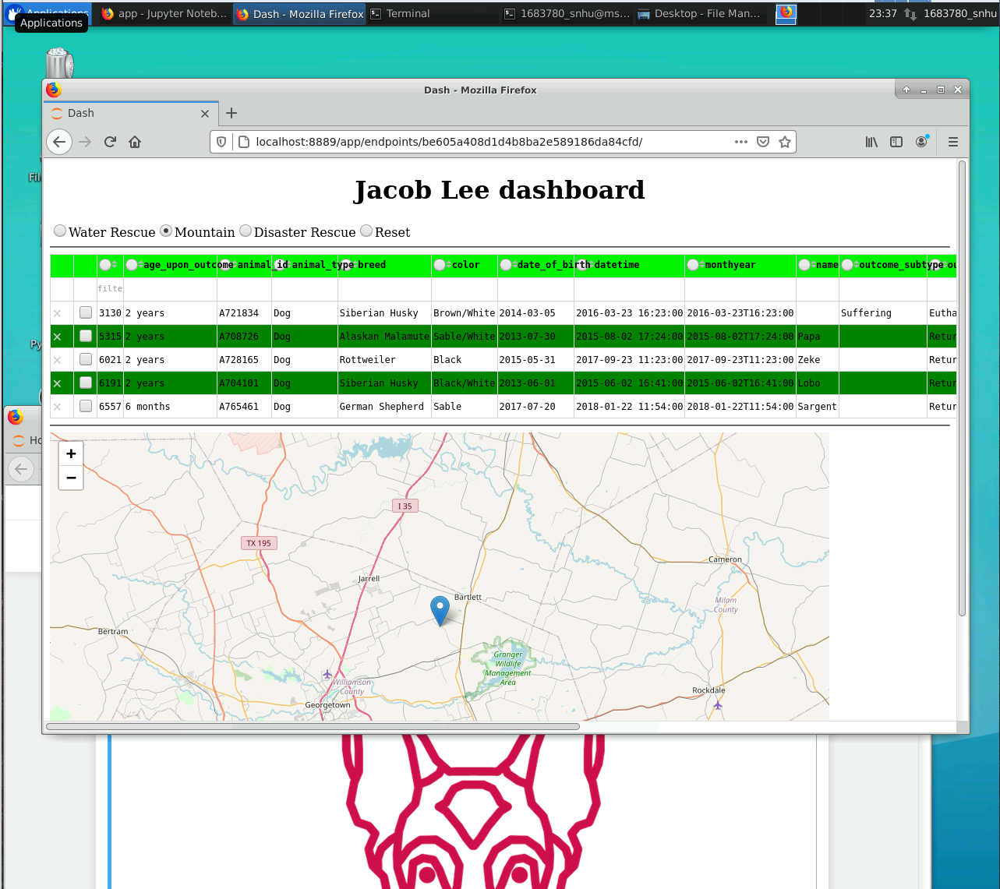 Applications
app - Jupyter Noteb...
Dash - Mozilla Firefox
Terminal
1683780_snhu@ms...
Desktop - File Man...
23:37
1683780_snhu
Applications
Dash - Mozilla Firefox
Dash
localhost:8889/app/endpoints/be605a408d1d4b8ba2e589186da84cfd/
Jacob Lee dashboard
Water Rescue Mountain Disaster Rescue Reset
age_upon_outcome animal_id animal_type breed color date_of_birth datetime monthyear name outcome_subtype ou
filte
3130 2 years A721834 Dog Siberian Husky Brown/White 2014-03-05 2016-03-23 16:23:00 2016-03-23T16:23:00 Suffering Eutha
5315 2 years A708726 Dog Alaskan Malamute Sable/White 2013-07-30 2015-08-02 17:24:00 2015-08-02T17:24:00 Papa Retur
6021 2 years A728165 Dog Rottweiler Black 2015-05-31 2017-09-23 11:23:00 2017-09-23T11:23:00 Zeke Retur
6191 2 years A704101 Dog Siberian Husky Black/White 2013-06-01 2015-06-02 16:41:00 2015-06-02T16:41:00 Lobo Retur
6557 6 months A765461 Dog German Shepherd Sable 2017-07-20 2018-01-22 11:54:00 2018-01-22T11:54:00 Sargent Retur
Fil
Py
Ho
+
−
I 35
TX 195
Cameron
Jarrell
Bartlett
Milam
County
Bertram
Granger
Wildlife
Management
Area
Williamson
County
Rockdale
Georgetown